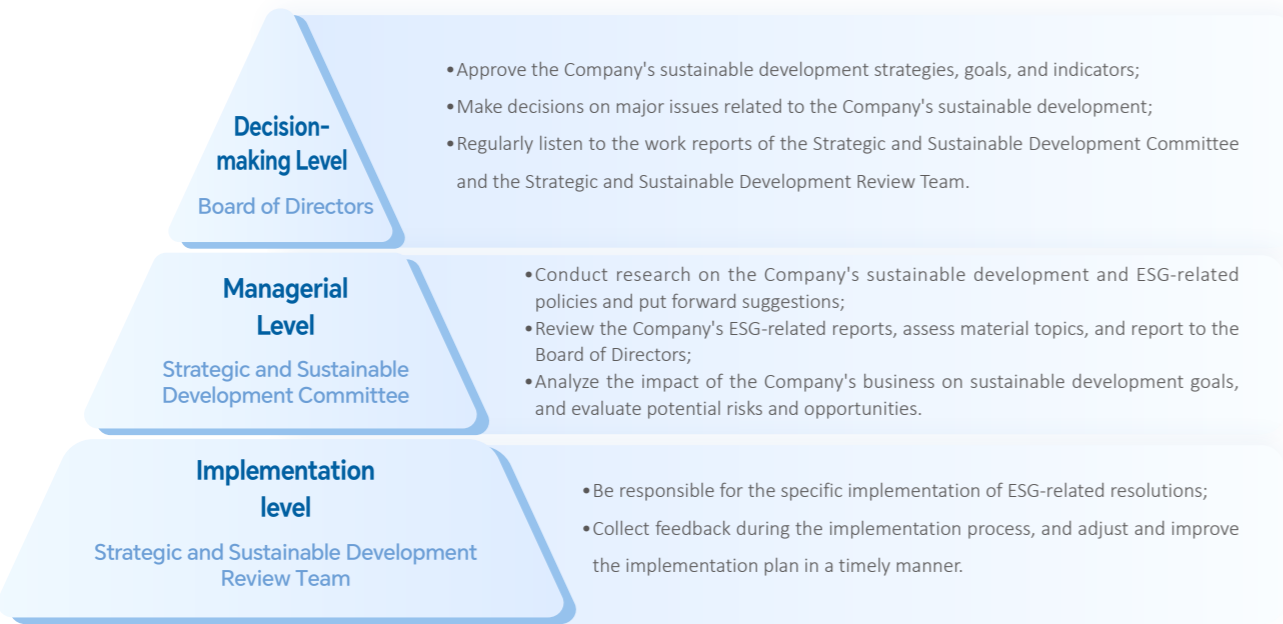 Decision-
making Level
Board of Directors
•Approve the Company's sustainable development strategies, goals, and indicators;
•Make decisions on major issues related to the Company's sustainable development;
•Regularly listen to the work reports of the Strategic and Sustainable Development Committee
and the Strategic and Sustainable Development Review Team.
Managerial
Level
Strategic and Sustainable
Development Committee
•Conduct research on the Company's sustainable development and ESG-related
policies and put forward suggestions;
•Review the Company's ESG-related reports, assess material topics, and report to the
Board of Directors;
•Analyze the impact of the Company's business on sustainable development goals,
and evaluate potential risks and opportunities.
Implementation
level
Strategic and Sustainable Development
Review Team
•Be responsible for the specific implementation of ESG-related resolutions;
•Collect feedback during the implementation process, and adjust and improve
the implementation plan in a timely manner.